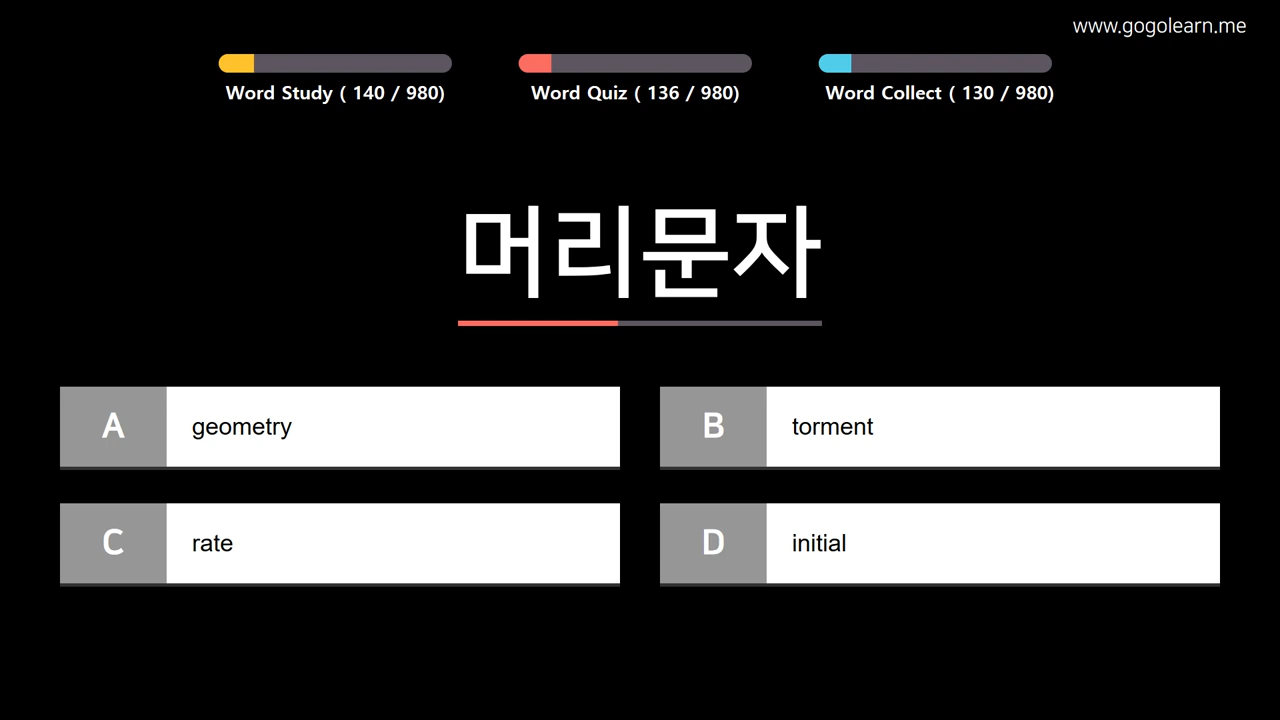 www.gogolearn.me
Word Study ( 140 / 980)
Word Quiz ( 136 / 980)
Word Collect ( 130 / 980)
머리문자
A geometry
B torment
C rate
D initial